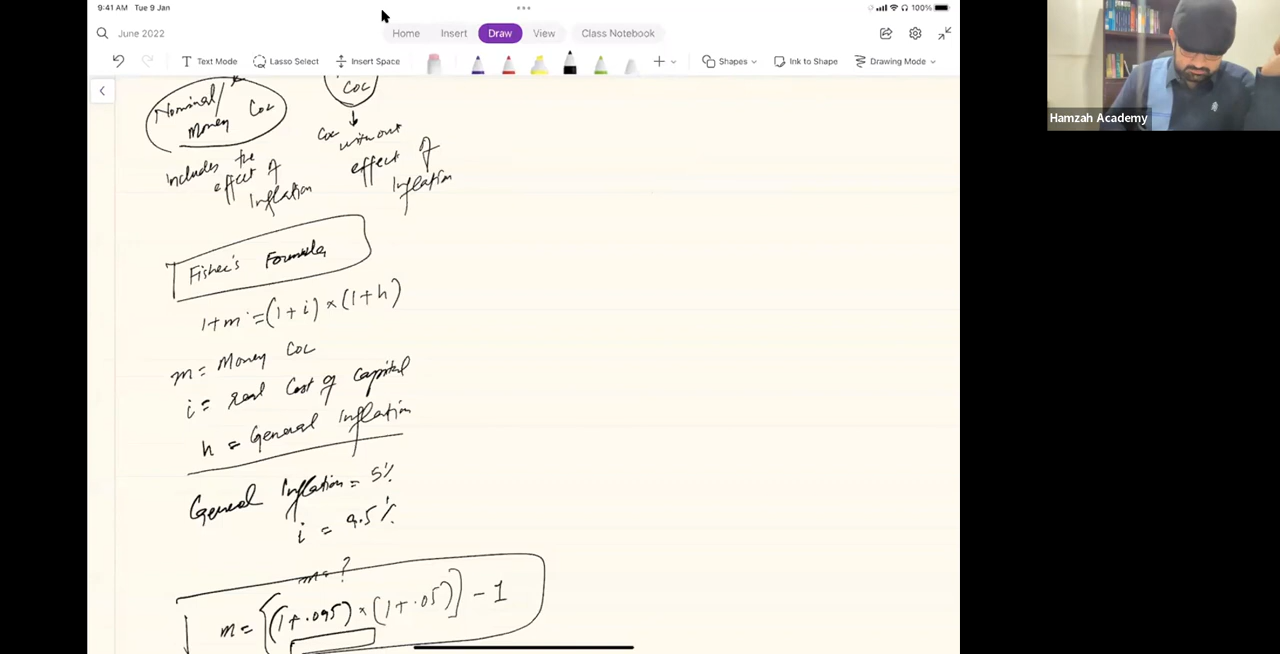 9:41 AM Tue 9 Jan
100%
June 2022
Home Insert Draw View Class Notebook
Text Mode Lasso Select Insert Space Shapes Ink to Shape Drawing Mode
Hamzah Academy
Nominal/
Money CoC
includes the
effect of
Inflation
CoC
CoC without
effect of
Inflation
Fisher's Formula
1+m = (1+i) × (1+h)
m = Money CoC
i = real Cost of Capital
h = General Inflation
General Inflation = 5%
i = 9.5%
m = ?
m = [(1+.095) × (1+.05)] - 1